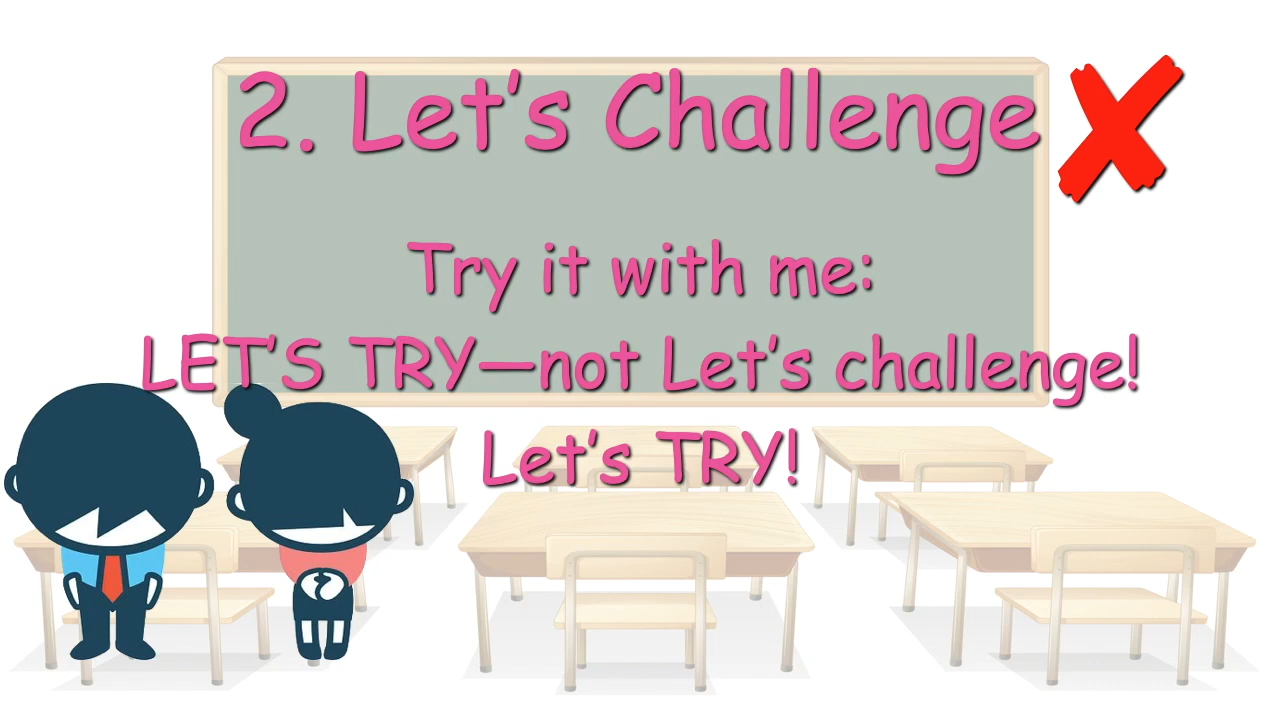 2. Let's Challenge
Try it with me:
LET'S TRY—not Let's challenge!
Let's TRY!